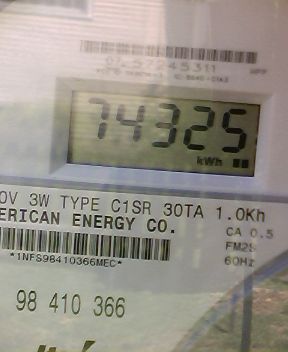 74325
kWh
0V 3W TYPE C1SR 30TA 1.0Kh
ERICAN ENERGY CO.
CA 0.5
FM2S
60Hz
*1NFS98410366MEC*
98 410 366